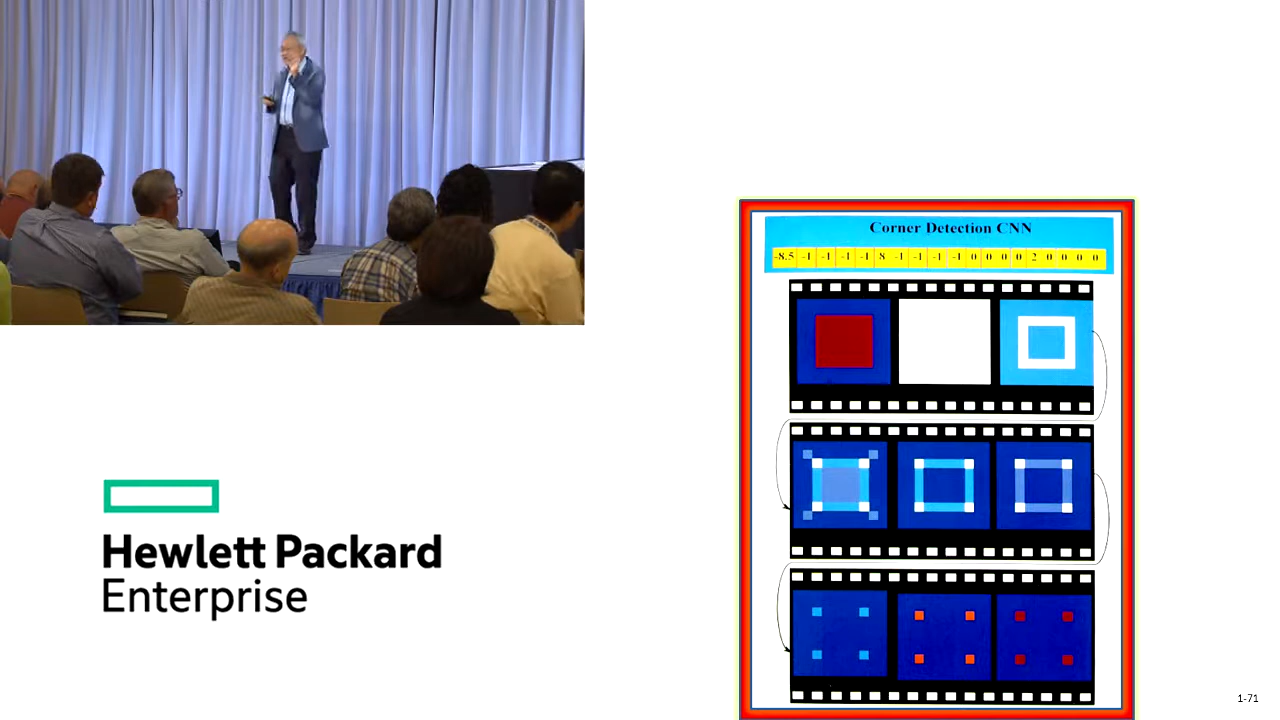 Corner Detection CNN
-8.5 -1 -1 -1 -1 8 -1 -1 -1 -1 0 0 0 0 2 0 0 0 0
Hewlett Packard
Enterprise
1-71